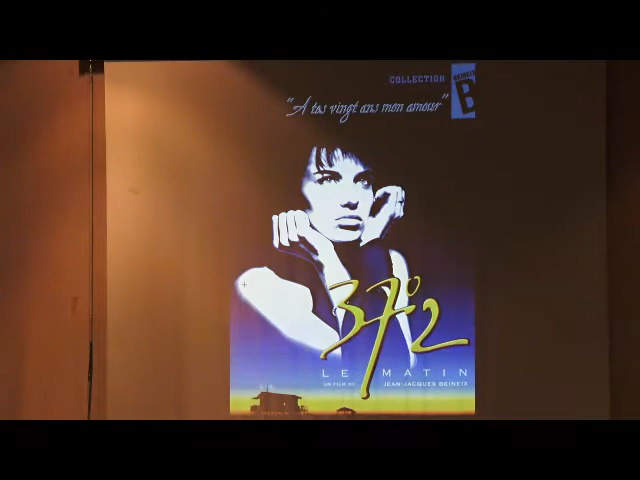 COLLECTION
BEINEIX
B
"A tes vingt ans mon amour"
37°2
LE MATIN
UN FILM DE JEAN-JACQUES BEINEIX